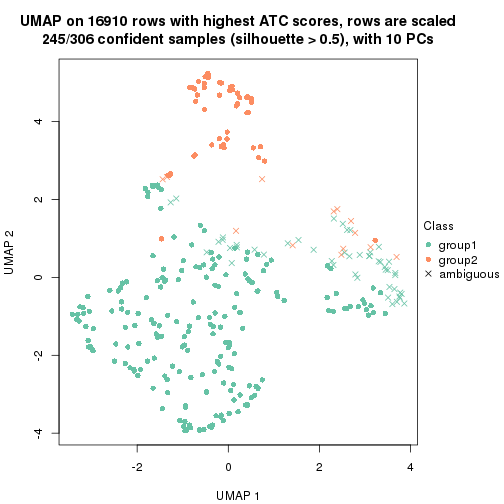 UMAP on 16910 rows with highest ATC scores, rows are scaled
245/306 confident samples (silhouette > 0.5), with 10 PCs
4
2
0
-2
-4
UMAP 2
-2
0
2
4
UMAP 1
Class
group1
group2
ambiguous